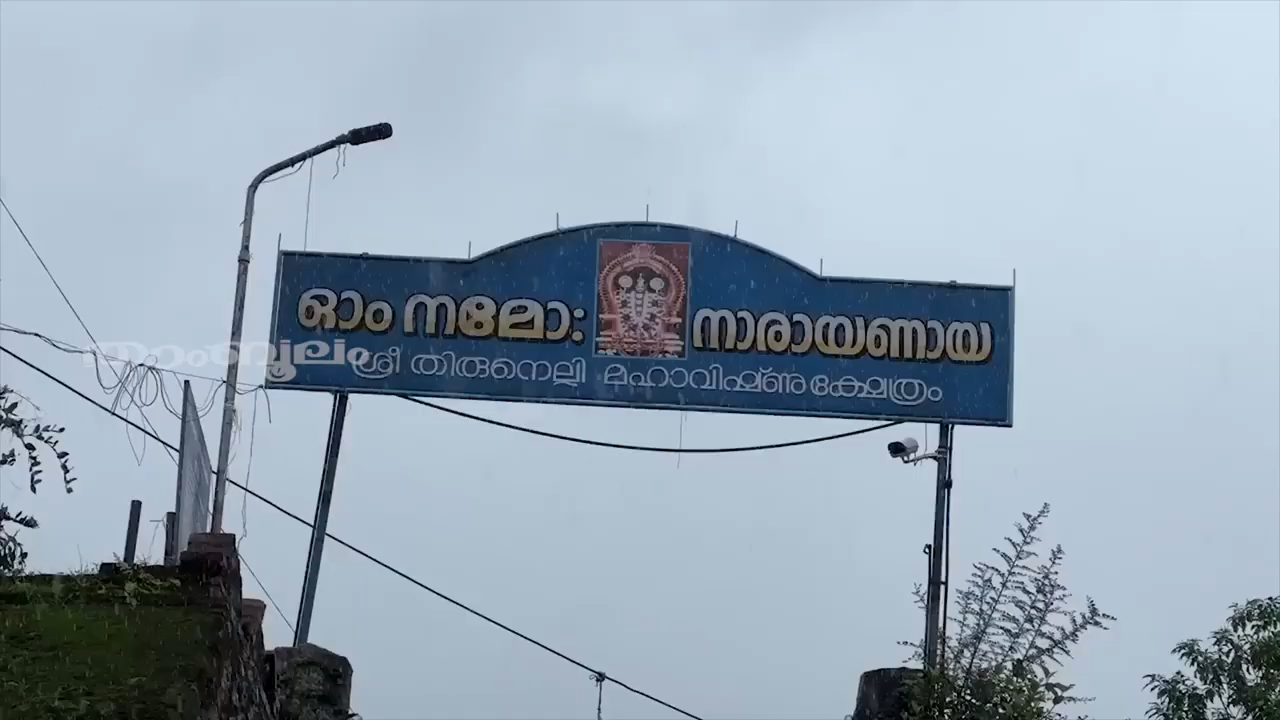 ഓം നമോ: നാരായണായ
ശ്രീ തിരുനെല്ലി മഹാവിഷ്ണു ക്ഷേത്രം
താംബൂലം